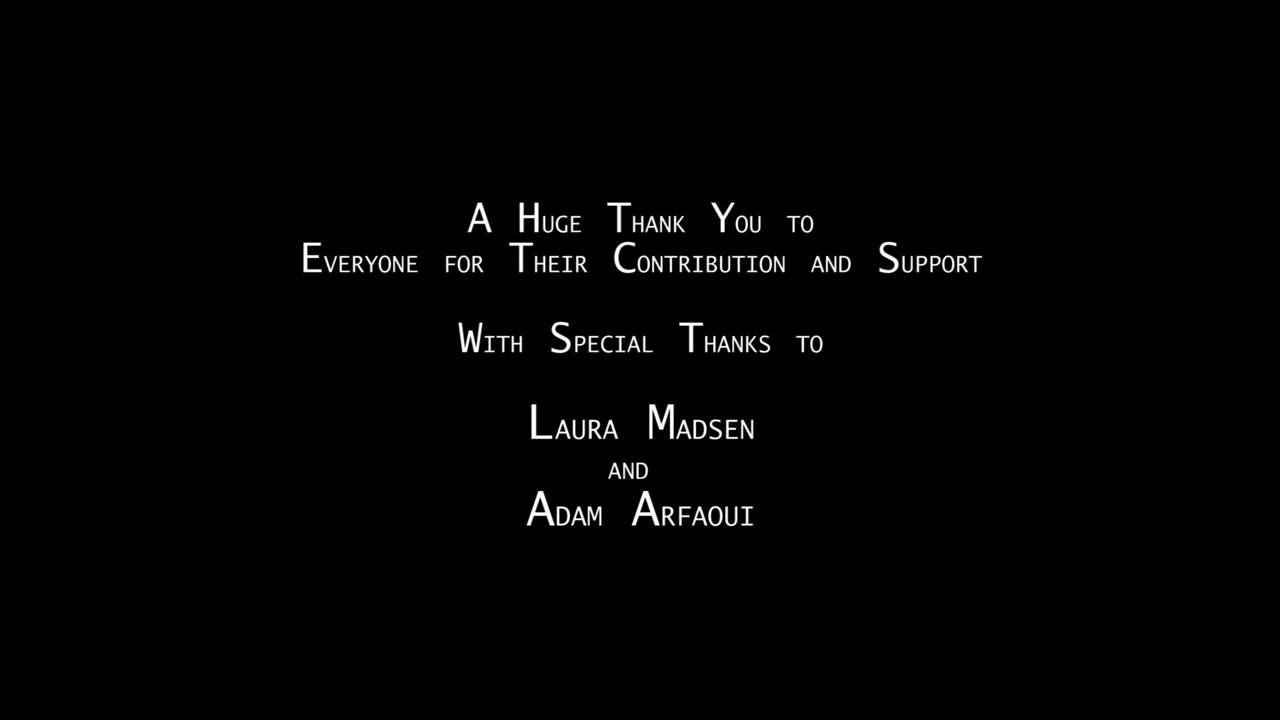 A Huge Thank You to
Everyone for Their Contribution and Support
With Special Thanks to
Laura Madsen
and
Adam Arfaoui